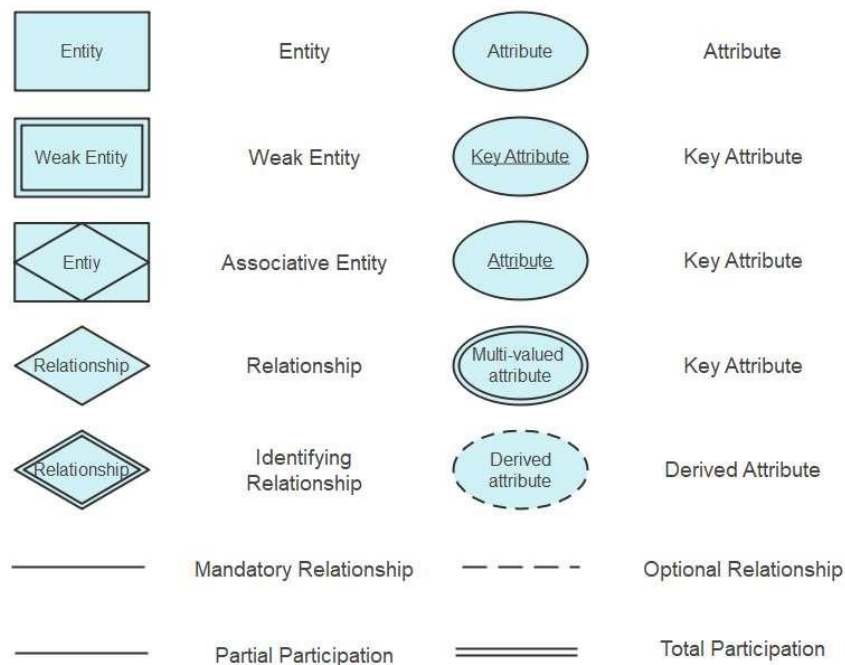 Entity
Entity
Attribute
Attribute
Weak Entity
Weak Entity
Key Attribute
Key Attribute
Entiy
Associative Entity
Attribute
Key Attribute
Relationship
Relationship
Multi-valued
attribute
Key Attribute
Relationship
Identifying
Relationship
Derived
attribute
Derived Attribute
Mandatory Relationship
Optional Relationship
Partial Participation
Total Participation